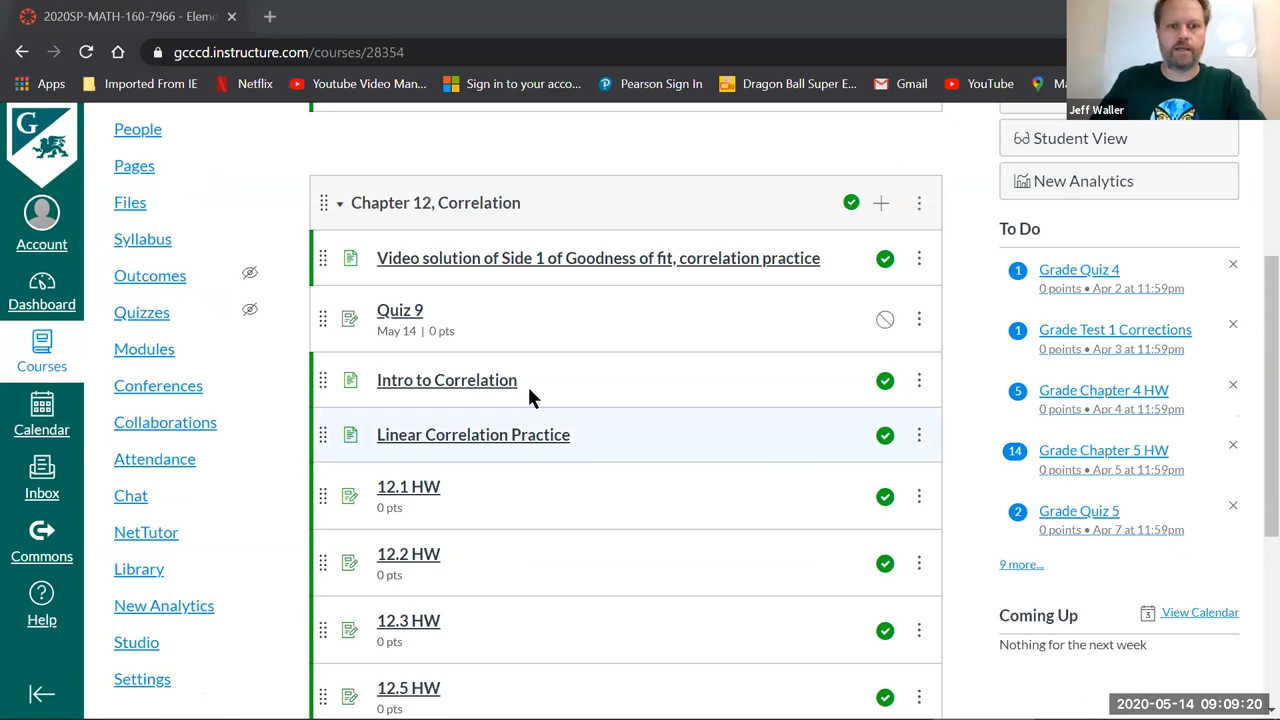 2020SP-MATH-160-7966 - Eleme
gcccd.instructure.com/courses/28354
Apps
Imported From IE
Netflix
Youtube Video Man...
Sign in to your acco...
Pearson Sign In
Dragon Ball Super E...
Gmail
YouTube
Jeff Waller
G
Account
Dashboard
Courses
Calendar
Inbox
Commons
Help
People
Pages
Files
Syllabus
Outcomes
Quizzes
Modules
Conferences
Collaborations
Attendance
Chat
NetTutor
Library
New Analytics
Studio
Settings
Chapter 12, Correlation
Video solution of Side 1 of Goodness of fit, correlation practice
Quiz 9
May 14 | 0 pts
Intro to Correlation
Linear Correlation Practice
12.1 HW
0 pts
12.2 HW
0 pts
12.3 HW
0 pts
12.5 HW
0 pts
Student View
New Analytics
To Do
1 Grade Quiz 4
0 points • Apr 2 at 11:59pm
1 Grade Test 1 Corrections
0 points • Apr 3 at 11:59pm
5 Grade Chapter 4 HW
0 points • Apr 4 at 11:59pm
14 Grade Chapter 5 HW
0 points • Apr 5 at 11:59pm
2 Grade Quiz 5
0 points • Apr 7 at 11:59pm
9 more...
Coming Up
3 View Calendar
Nothing for the next week
2020-05-14 09:09:20